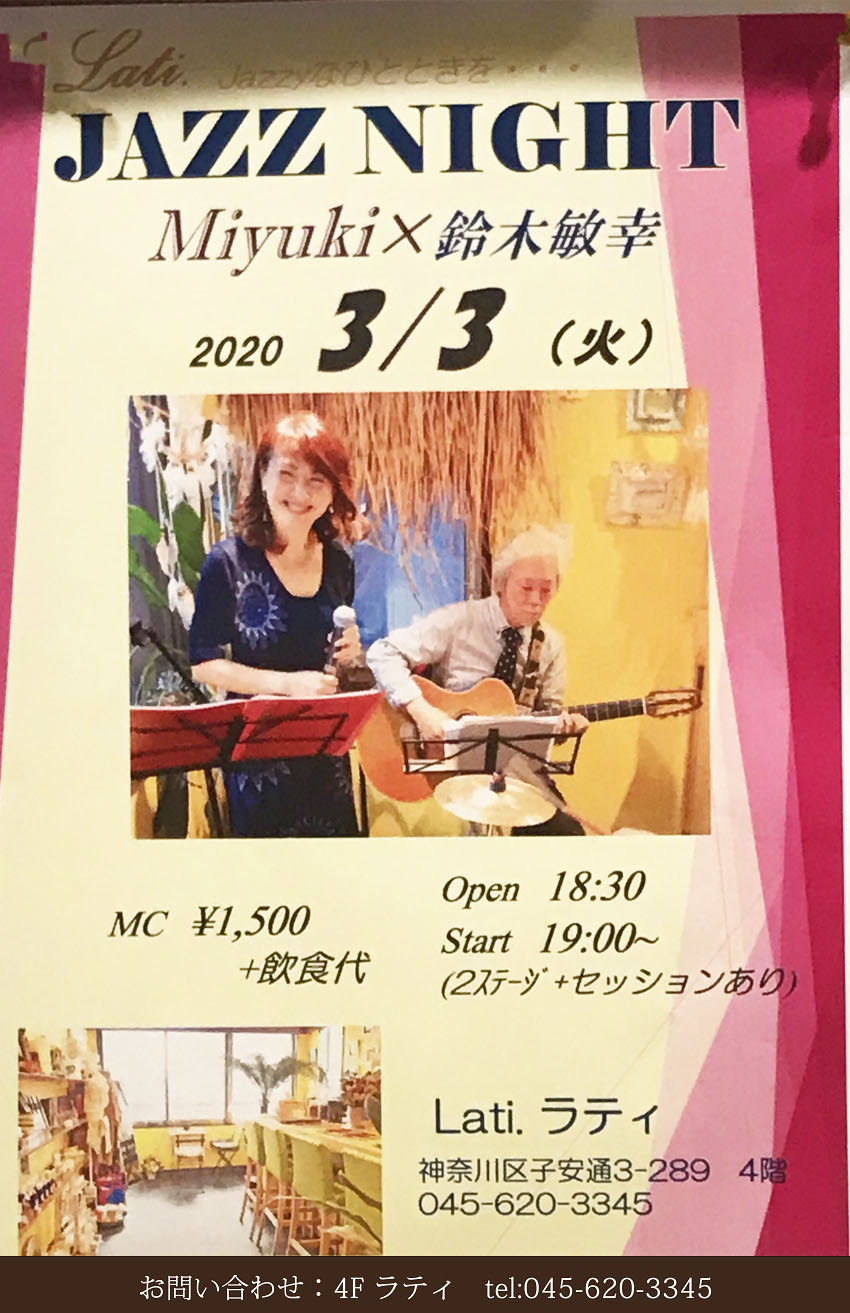 Lati. Jazzyなひとときを・・・
JAZZ NIGHT
Miyuki×鈴木敏幸
2020 3/3 (火)
MC ¥1,500
+飲食代
Open 18:30
Start 19:00~
(2ｽﾃｰｼﾞ+セッションあり)
Lati. ラティ
神奈川区子安通3-289 4階
045-620-3345
お問い合わせ：4F ラティ tel:045-620-3345